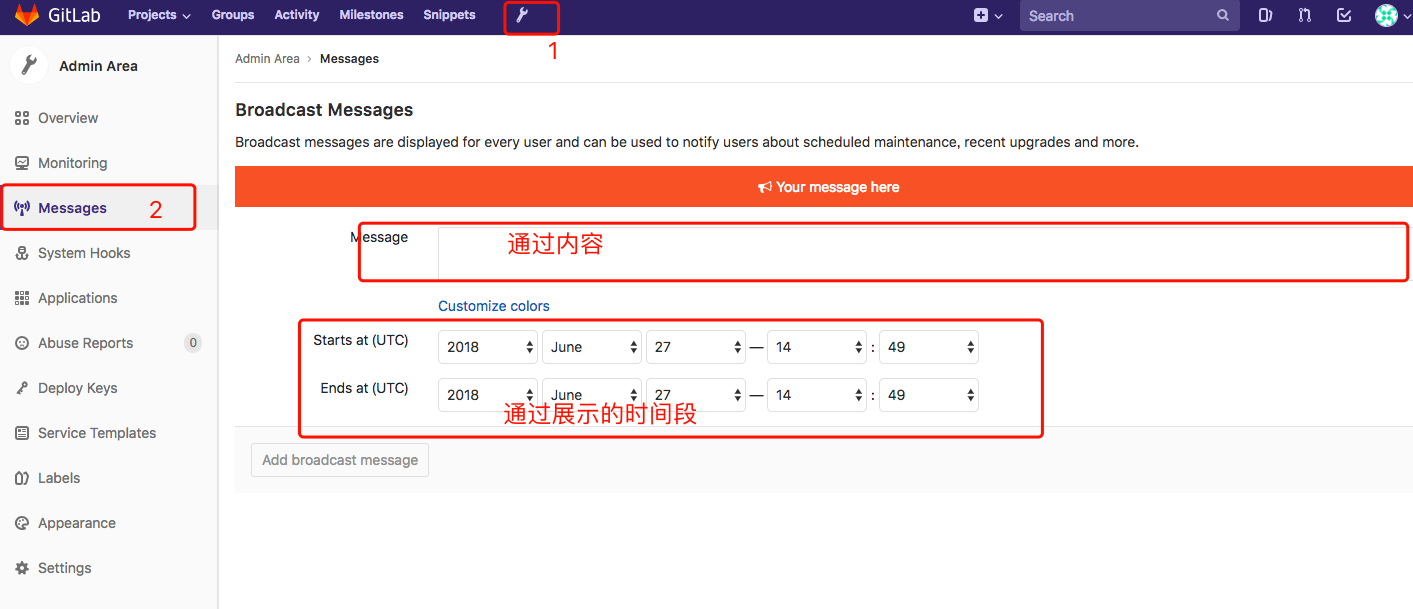 GitLab Projects Groups Activity Milestones Snippets Search
1
Admin Area
Overview
Monitoring
Messages 2
System Hooks
Applications
Abuse Reports 0
Deploy Keys
Service Templates
Labels
Appearance
Settings
Admin Area › Messages
Broadcast Messages
Broadcast messages are displayed for every user and can be used to notify users about scheduled maintenance, recent upgrades and more.
Your message here
Message 通过内容
Customize colors
Starts at (UTC) 2018 June 27 — 14 : 49
Ends at (UTC) 2018 June 27 — 14 : 49
通过展示的时间段
Add broadcast message